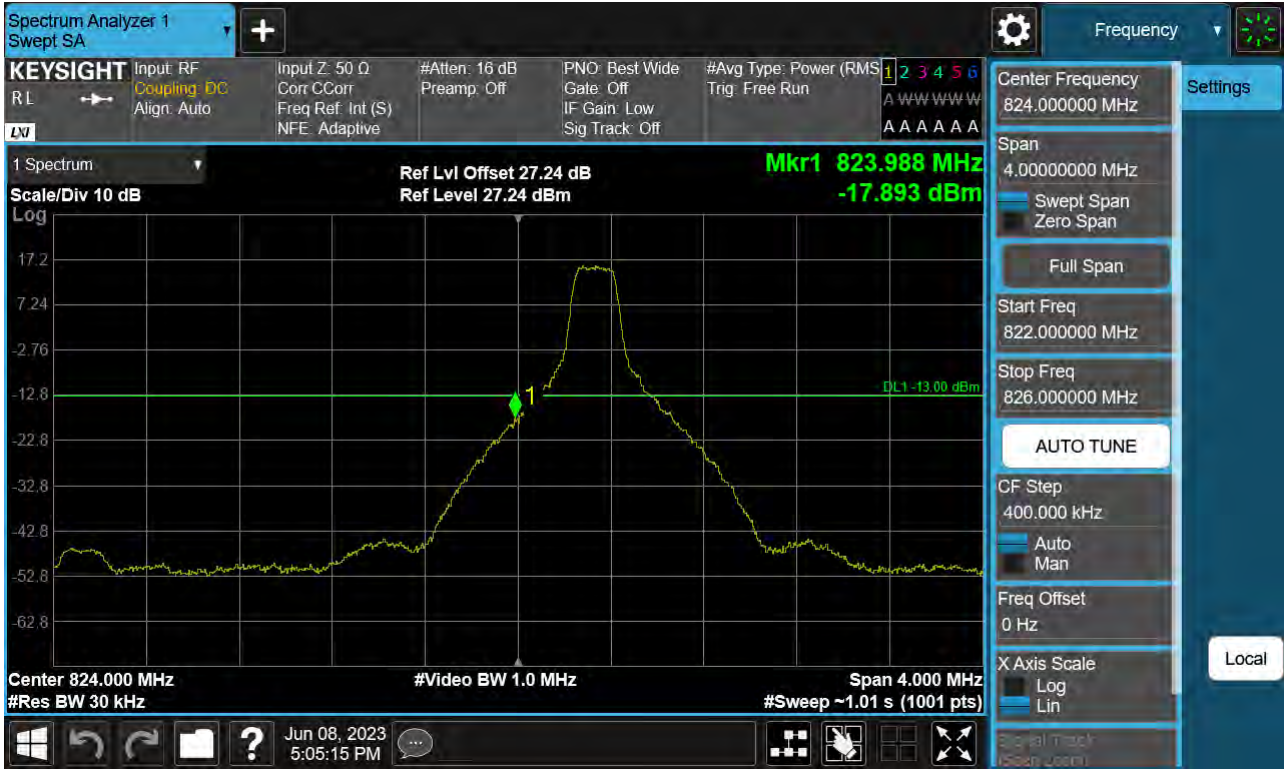 Spectrum Analyzer 1
Swept SA
Frequency
KEYSIGHT
R L
LXI
Input: RF
Coupling: DC
Align: Auto
Input Z: 50 Ω
Corr CCorr
Freq Ref: Int (S)
NFE: Adaptive
#Atten: 16 dB
Preamp: Off
PNO: Best Wide
Gate: Off
IF Gain: Low
Sig Track: Off
#Avg Type: Power (RMS
Trig: Free Run
1 2 3 4 5 6
A W W W W W
A A A A A A
1 Spectrum
Scale/Div 10 dB
Ref Lvl Offset 27.24 dB
Ref Level 27.24 dBm
Mkr1 823.988 MHz
-17.893 dBm
Log
17.2
7.24
-2.76
-12.8
-22.8
-32.8
-42.8
-52.8
-62.8
1
DL1 -13.00 dBm
Center 824.000 MHz
#Video BW 1.0 MHz
Span 4.000 MHz
#Res BW 30 kHz
#Sweep ~1.01 s (1001 pts)
Center Frequency
824.000000 MHz
Span
4.00000000 MHz
Swept Span
Zero Span
Full Span
Start Freq
822.000000 MHz
Stop Freq
826.000000 MHz
AUTO TUNE
CF Step
400.000 kHz
Auto
Man
Freq Offset
0 Hz
X Axis Scale
Log
Lin
Signal Track
(Span Zoom)
Settings
Local
?
Jun 08, 2023
5:05:15 PM